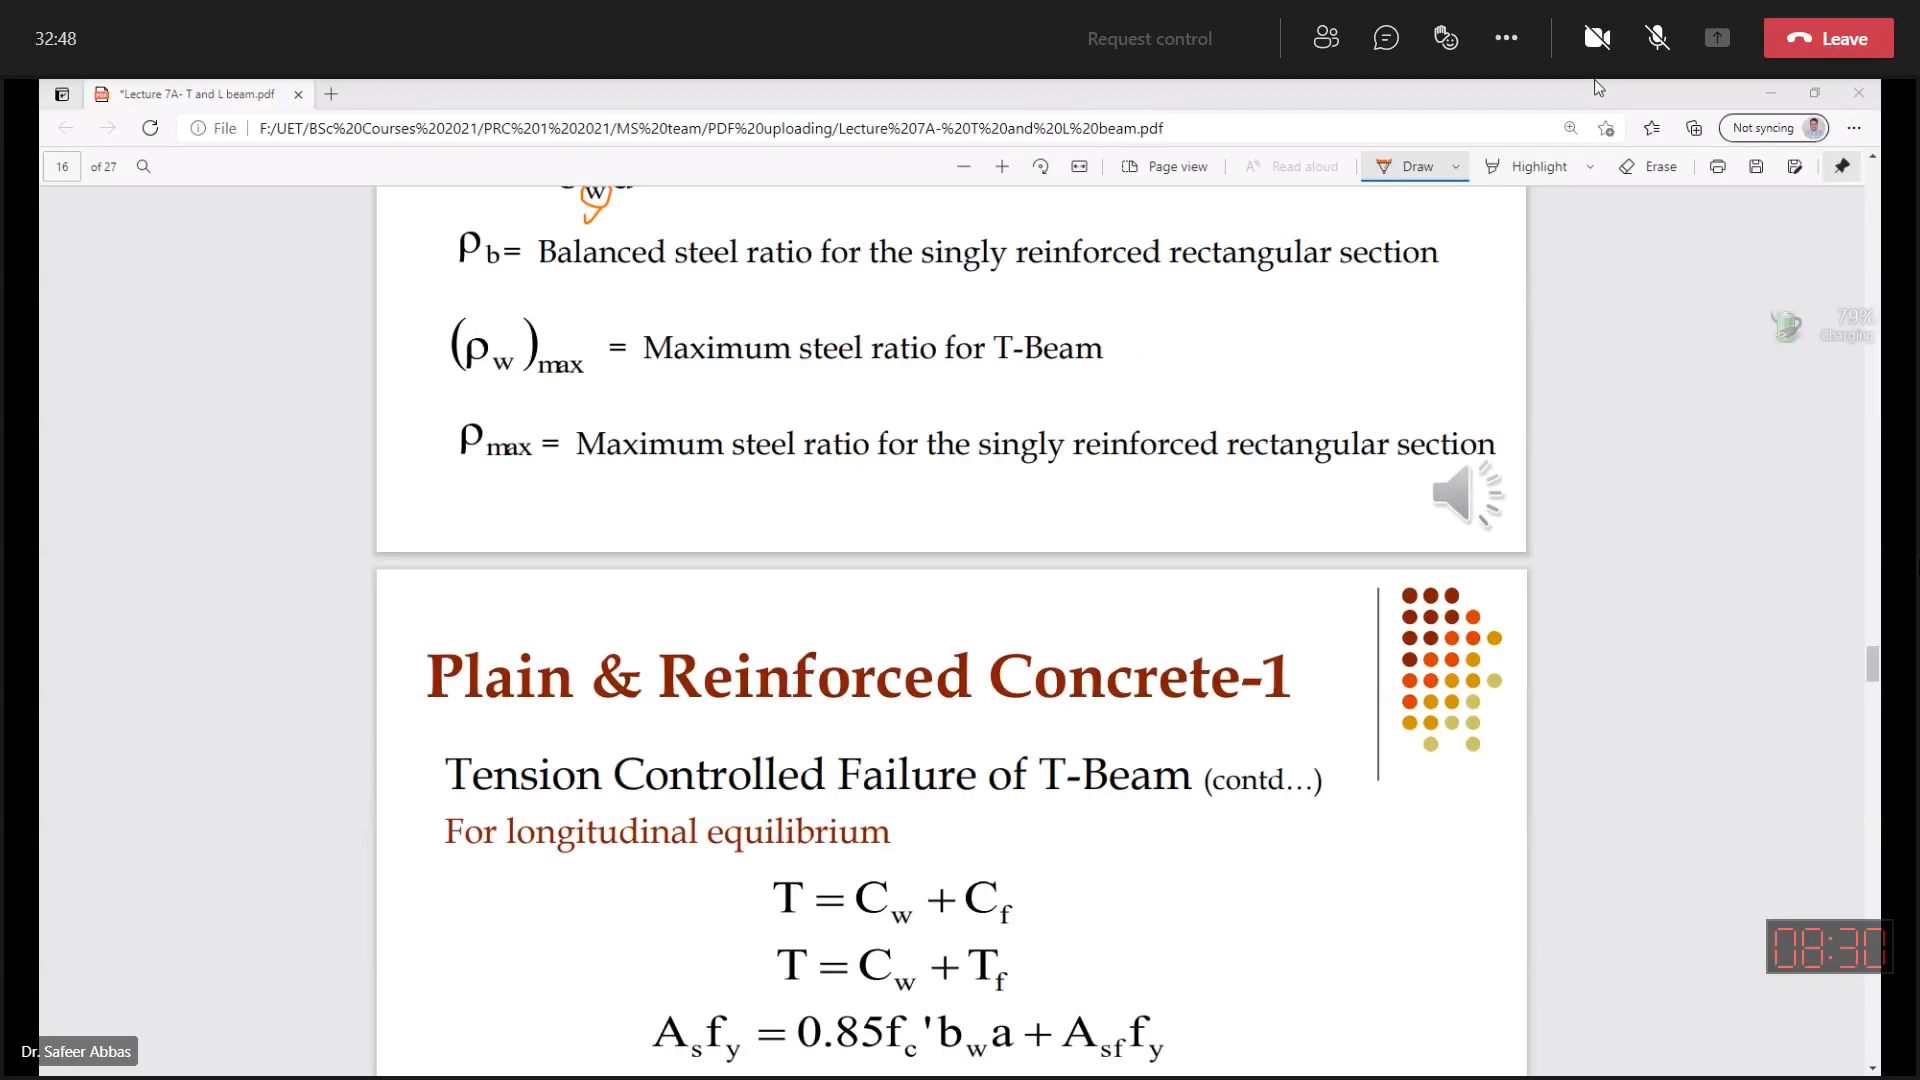 32:48
Request control
Leave
*Lecture 7A- T and L beam.pdf
File
F:/UET/BSc%20Courses%202021/PRC%201%202021/MS%20team/PDF%20uploading/Lecture%207A-%20T%20and%20L%20beam.pdf
Not syncing
16 of 27
Page view
Read aloud
Draw
Highlight
Erase
w
ρb= Balanced steel ratio for the singly reinforced rectangular section
79%
Charging
(ρw)max = Maximum steel ratio for T-Beam
ρmax = Maximum steel ratio for the singly reinforced rectangular section
Plain & Reinforced Concrete-1
Tension Controlled Failure of T-Beam (contd...)
For longitudinal equilibrium
T = Cw + Cf
T = Cw + Tf
08:30
Asfy = 0.85fc'bwa + Asffy
Dr. Safeer Abbas